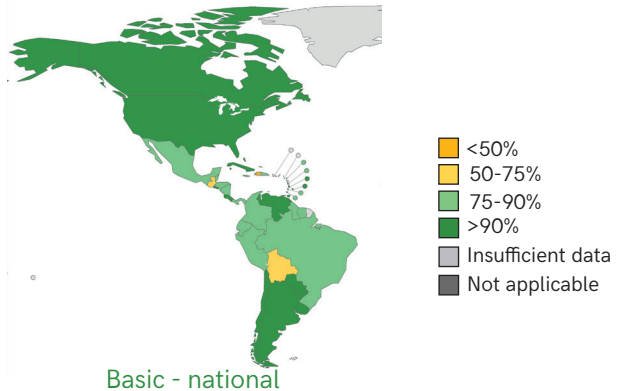 <50%
50-75%
75-90%
>90%
Insufficient data
Not applicable
Basic - national